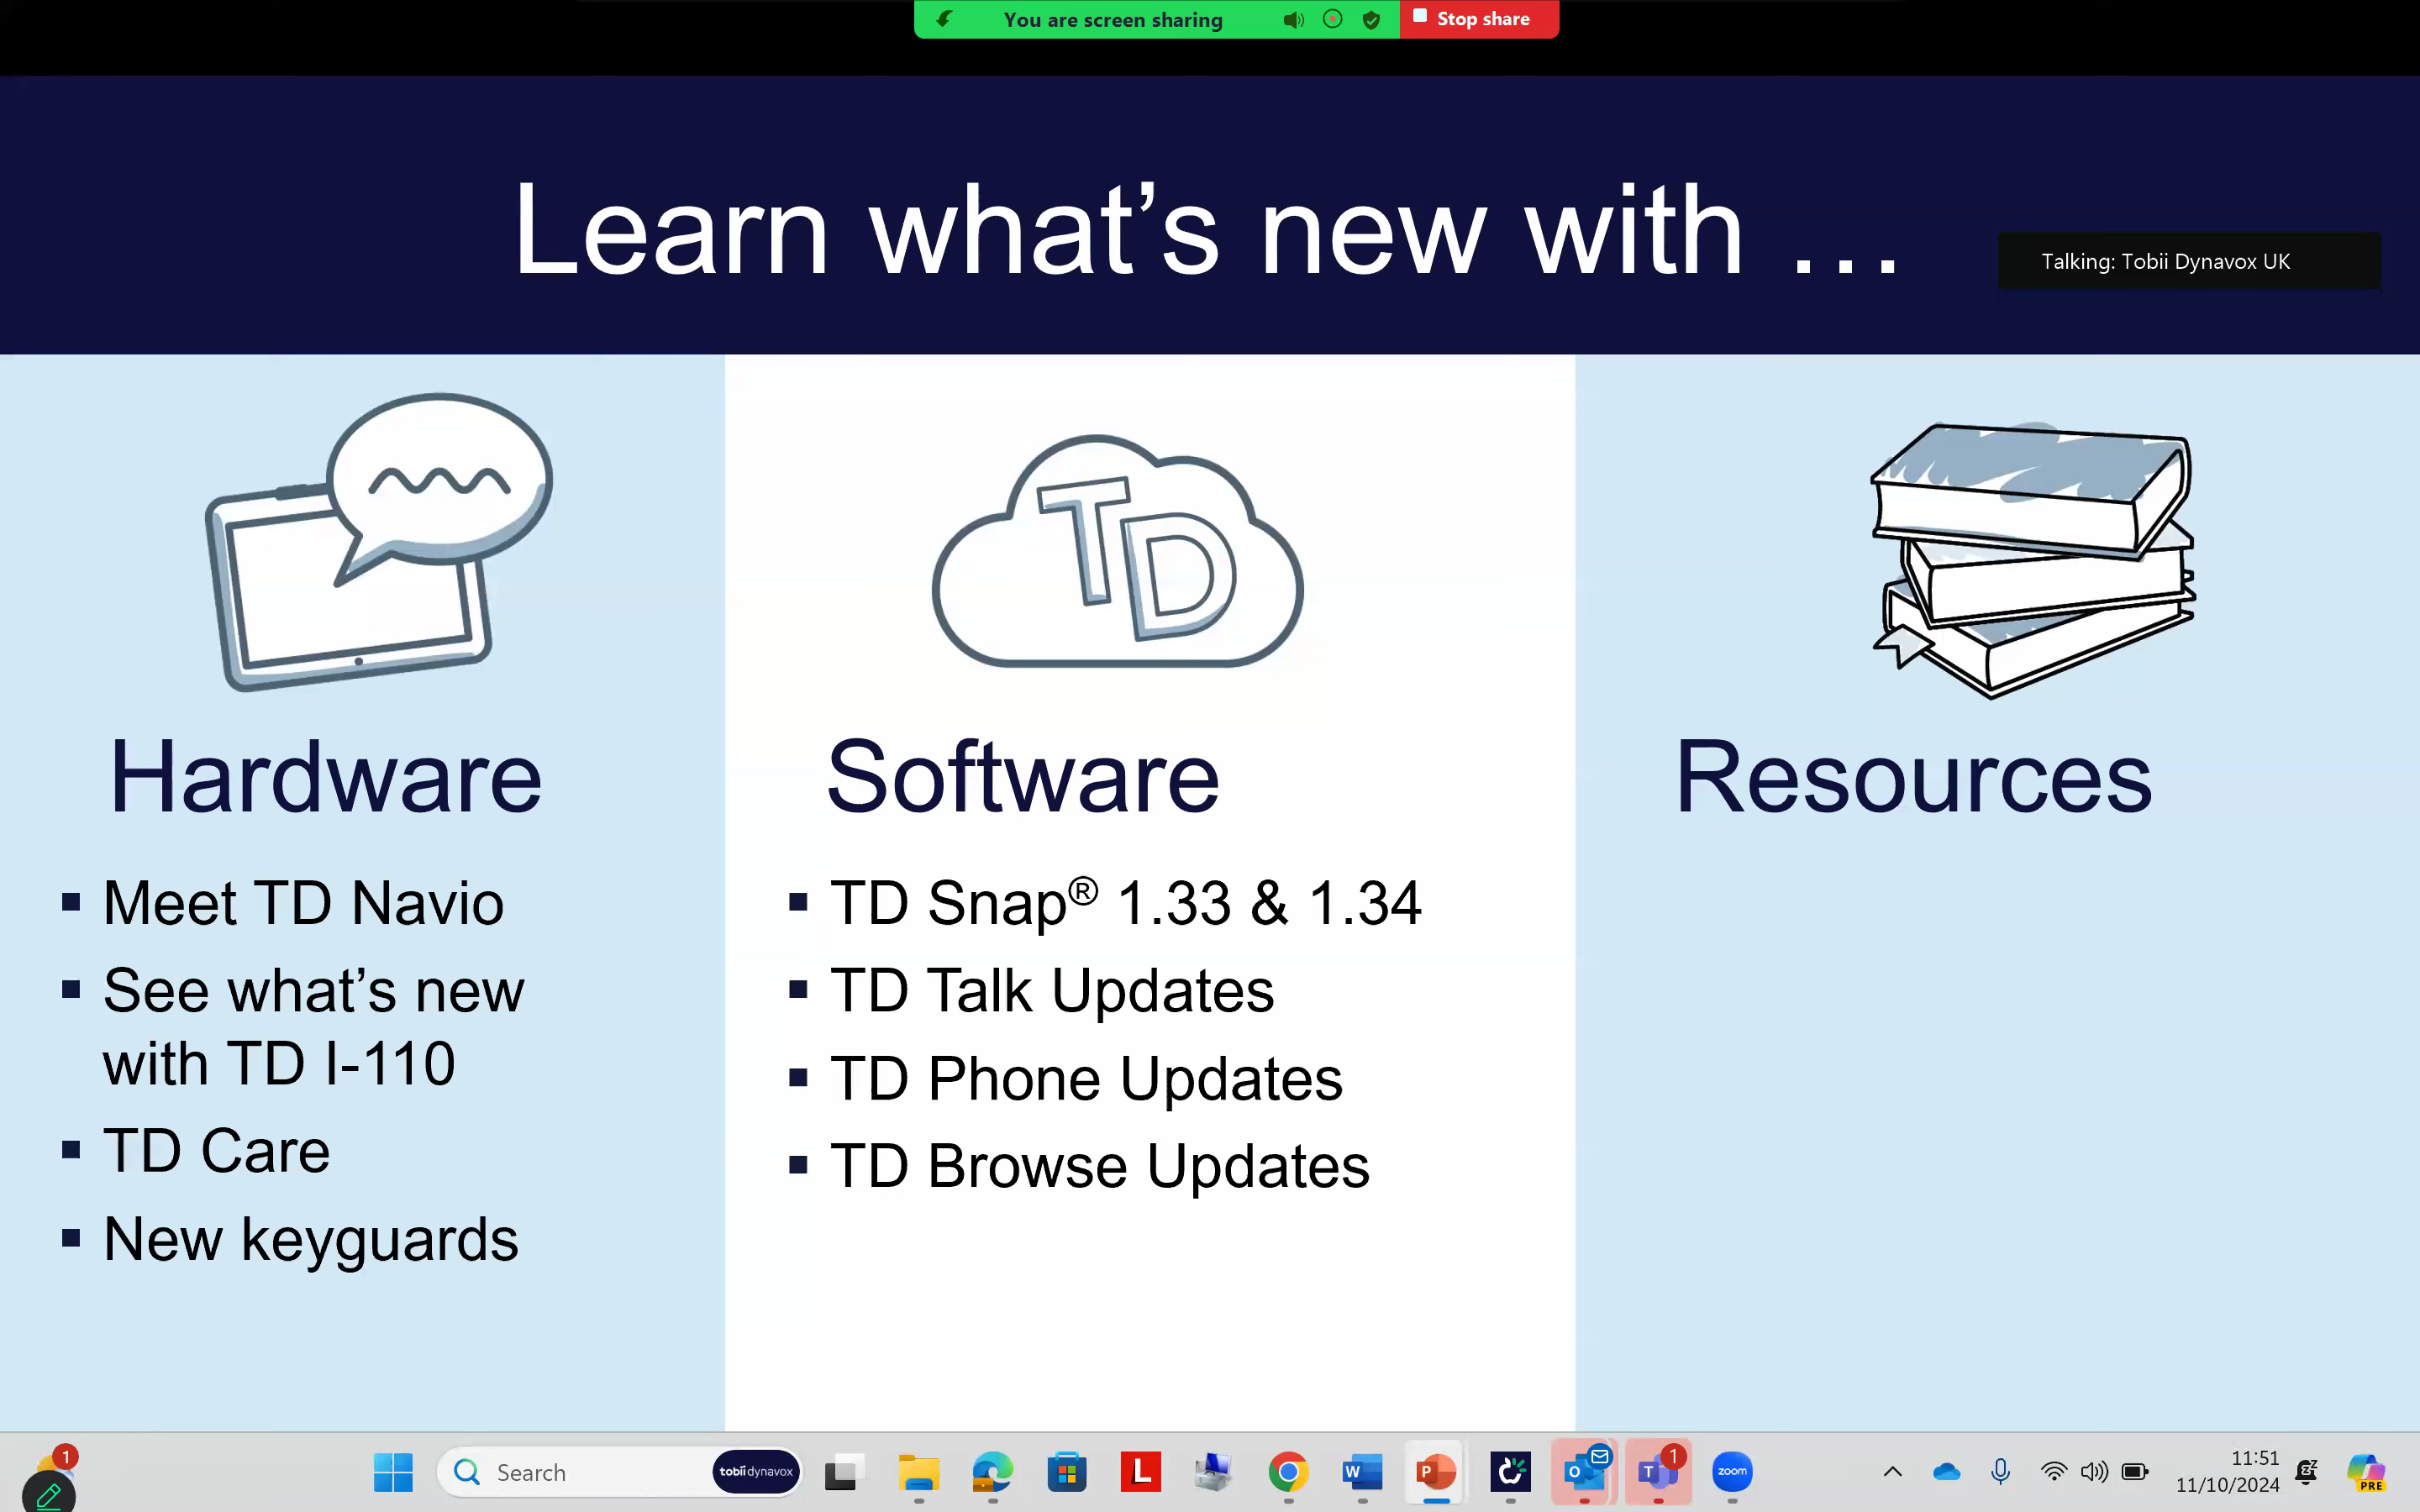 You are screen sharing
Stop share
Learn what’s new with …
Talking: Tobii Dynavox UK
TD
Hardware
Meet TD Navio
See what’s new
with TD I-110
TD Care
New keyguards
Software
TD Snap® 1.33 & 1.34
TD Talk Updates
TD Phone Updates
TD Browse Updates
Resources
1
Search
tobii dynavox
L
W
P
O
T
1
zoom
11:51
11/10/2024
PRE